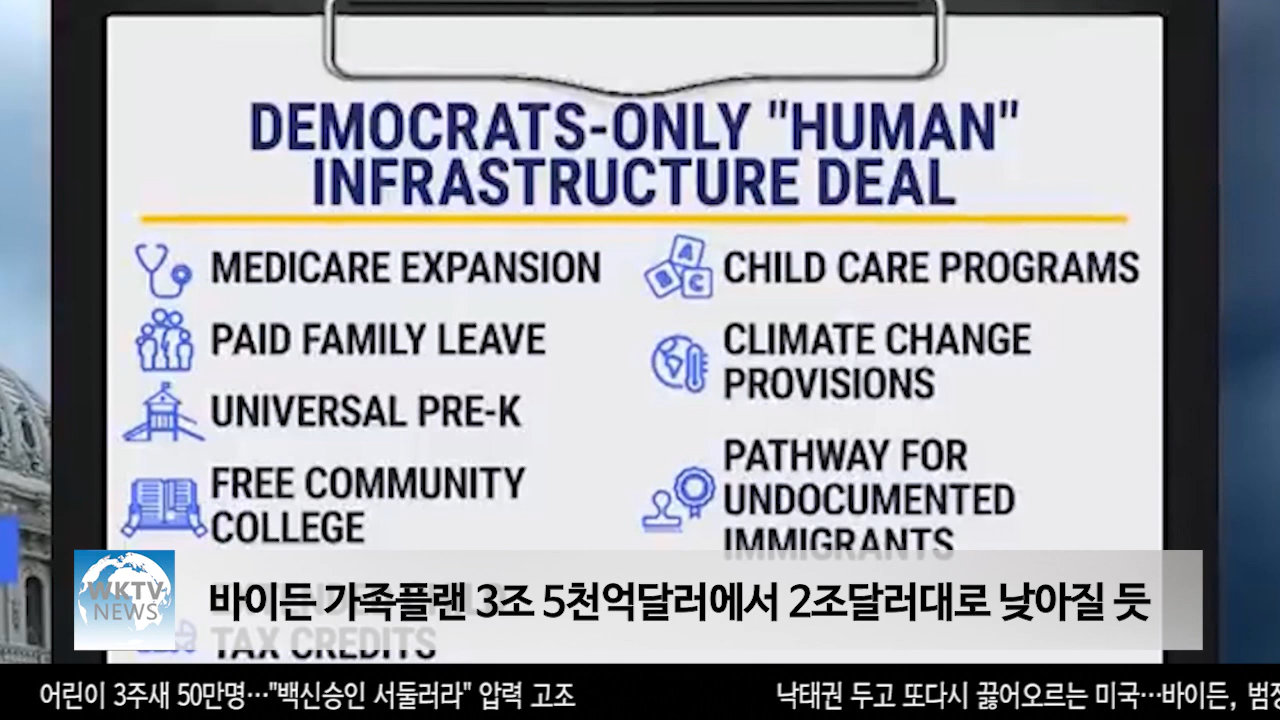 DEMOCRATS-ONLY "HUMAN"
INFRASTRUCTURE DEAL
MEDICARE EXPANSION
PAID FAMILY LEAVE
UNIVERSAL PRE-K
FREE COMMUNITY
COLLEGE
TAX CREDITS
A
B
C
CHILD CARE PROGRAMS
CLIMATE CHANGE
PROVISIONS
PATHWAY FOR
UNDOCUMENTED
IMMIGRANTS
WKTV
NEWS
바이든 가족플랜 3조 5천억달러에서 2조달러대로 낮아질 듯
어린이 3주새 50만명…"백신승인 서둘러라" 압력 고조
낙태권 두고 또다시 끓어오르는 미국…바이든, 범정